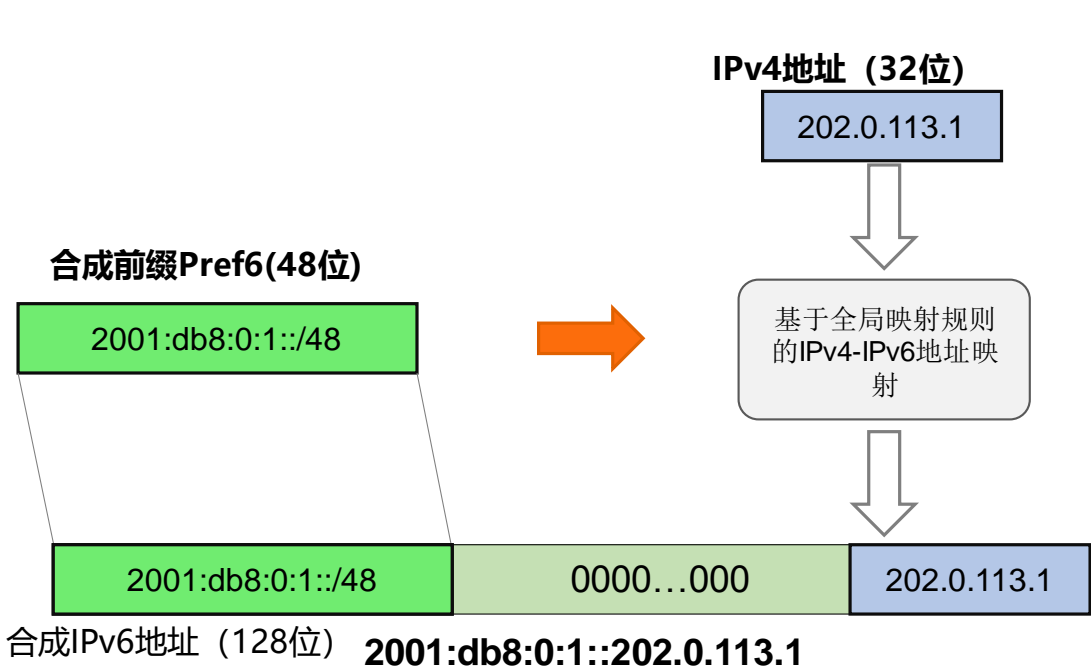 IPv4地址（32位）
202.0.113.1
合成前缀Pref6(48位)
2001:db8:0:1::/48
基于全局映射规则
的IPv4-IPv6地址映
射
2001:db8:0:1::/48
0000…000
202.0.113.1
合成IPv6地址（128位）
2001:db8:0:1::202.0.113.1